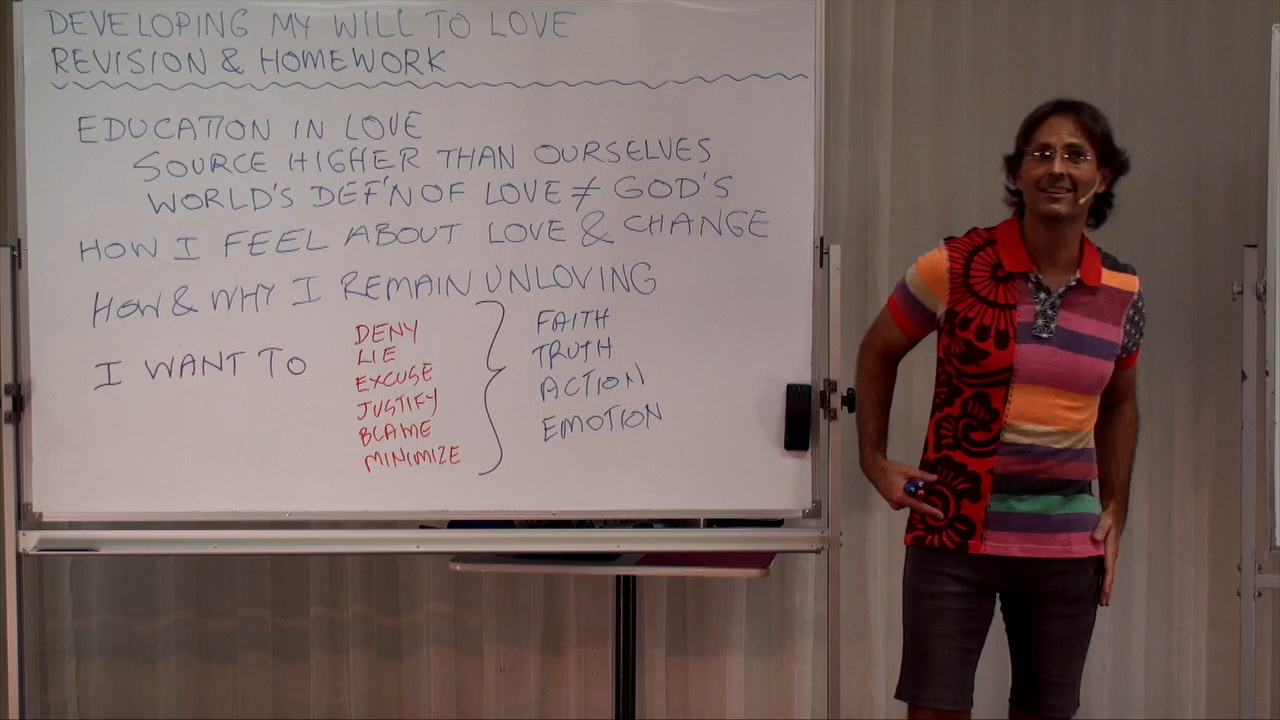 DEVELOPING MY WILL TO LOVE
REVISION & HOMEWORK
EDUCATION IN LOVE
SOURCE HIGHER THAN OURSELVES
WORLD'S DEF'N OF LOVE ≠ GOD'S
HOW I FEEL ABOUT LOVE & CHANGE
HOW & WHY I REMAIN UNLOVING
I WANT TO
DENY
LIE
EXCUSE
JUSTIFY
BLAME
MINIMIZE
FAITH
TRUTH
ACTION
EMOTION